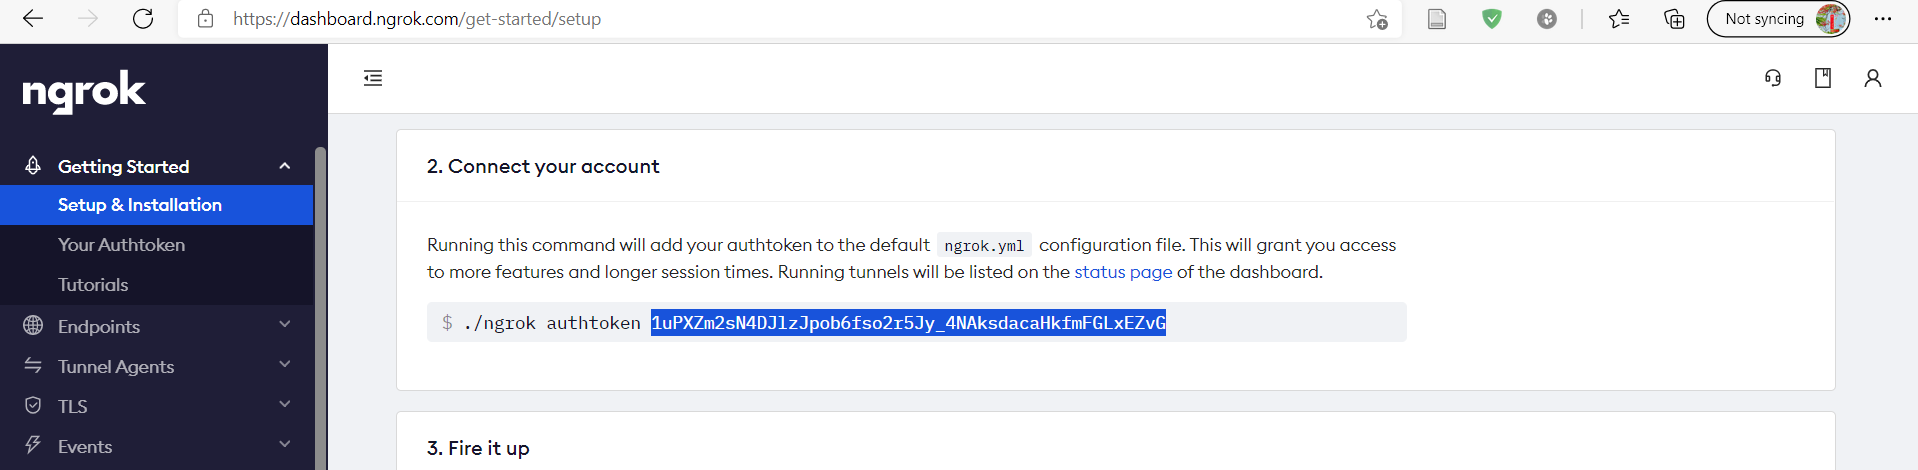 https://dashboard.ngrok.com/get-started/setup
Not syncing
ngrok
Getting Started
Setup & Installation
Your Authtoken
Tutorials
Endpoints
Tunnel Agents
TLS
Events
2. Connect your account
Running this command will add your authtoken to the default ngrok.yml configuration file. This will grant you access
to more features and longer session times. Running tunnels will be listed on the status page of the dashboard.
$ ./ngrok authtoken 1uPXZm2sN4DJlzJpob6fso2r5Jy_4NAksdacaHkfmFGLxEZvG
3. Fire it up